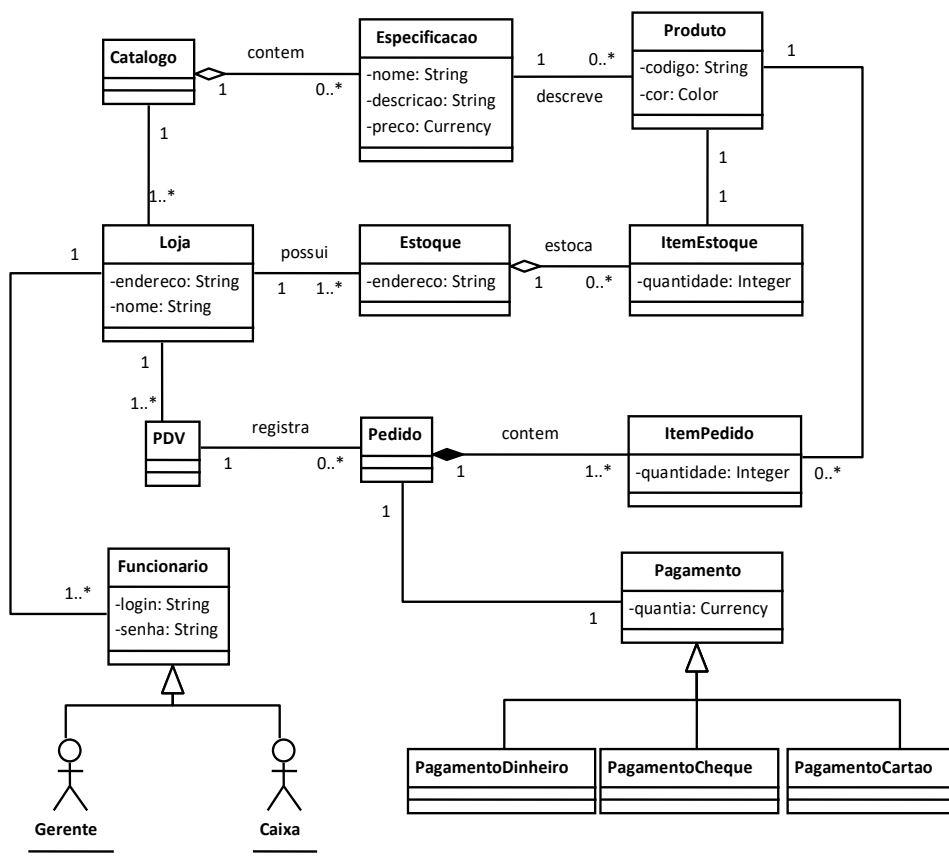 Catalogo
contem
1
0..*
Especificacao
-nome: String
-descricao: String
-preco: Currency
1
0..*
descreve
Produto
-codigo: String
-cor: Color
1
1
1..*
1
1
Loja
-endereco: String
-nome: String
1
possui
1
1..*
Estoque
-endereco: String
estoca
1
0..*
ItemEstoque
-quantidade: Integer
1
1..*
PDV
registra
1
0..*
Pedido
contem
1
1..*
ItemPedido
-quantidade: Integer
0..*
1
Funcionario
-login: String
-senha: String
1..*
Pagamento
-quantia: Currency
1
Gerente
Caixa
PagamentoDinheiro
PagamentoCheque
PagamentoCartao